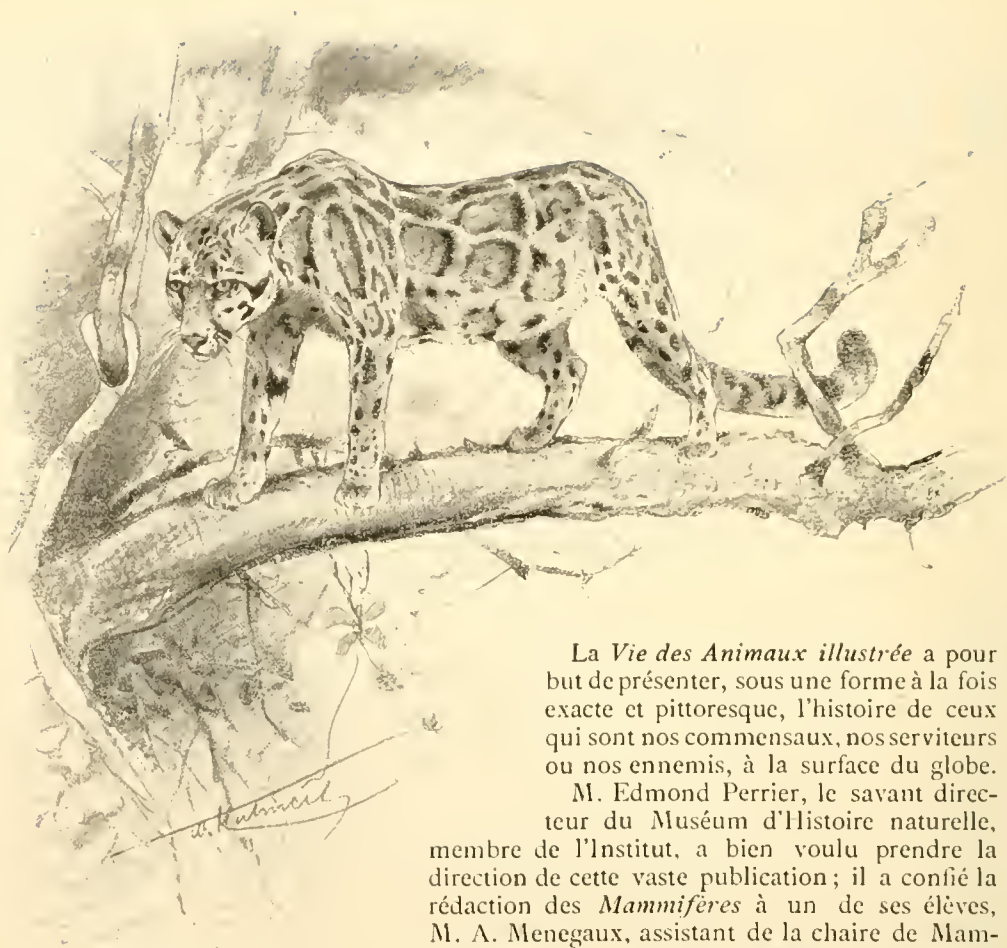 La Vie des Animaux illustrée a pour
but de présenter, sous une forme à la fois
exacte et pittoresque, l'histoire de ceux
qui sont nos commensaux, nos serviteurs
ou nos ennemis, à la surface du globe.
M. Edmond Perrier, le savant direc-
teur du Muséum d'Histoire naturelle,
membre de l'Institut, a bien voulu prendre la
direction de cette vaste publication ; il a confié la
rédaction des Mammifères à un de ses élèves,
M. A. Menegaux, assistant de la chaire de Mam-